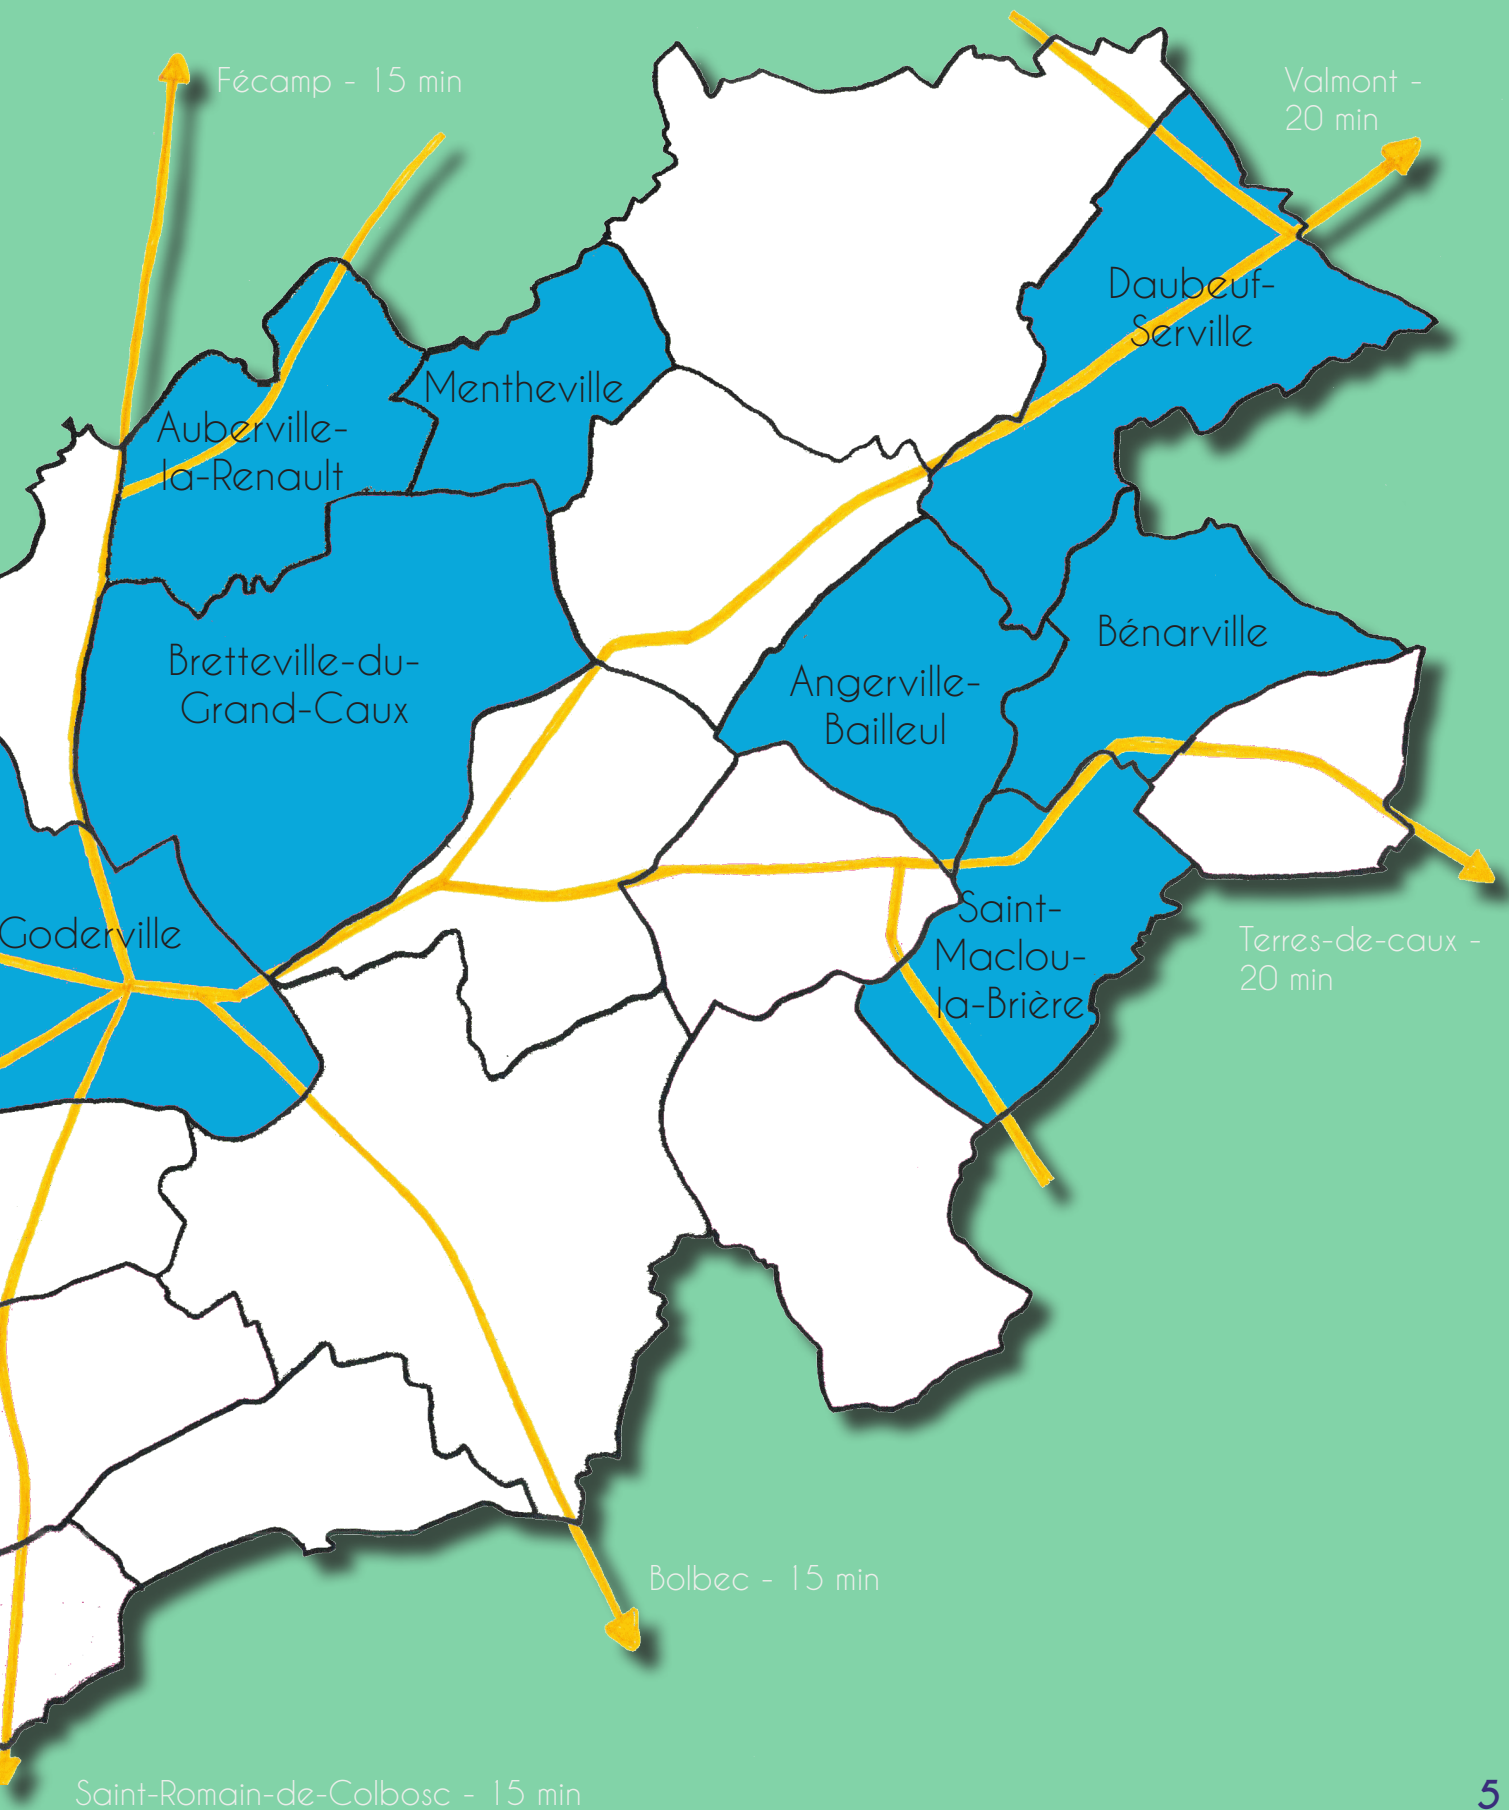 Fécamp - 15 min
Valmont -
20 min
Daubeuf-
Serville
Mentheville
Auberville-
la-Renault
Bénarville
Bretteville-du-
Grand-Caux
Angerville-
Bailleul
Goderville
Saint-
Maclou-
la-Brière
Terres-de-caux -
20 min
Bolbec - 15 min
Saint-Romain-de-Colbosc - 15 min
5